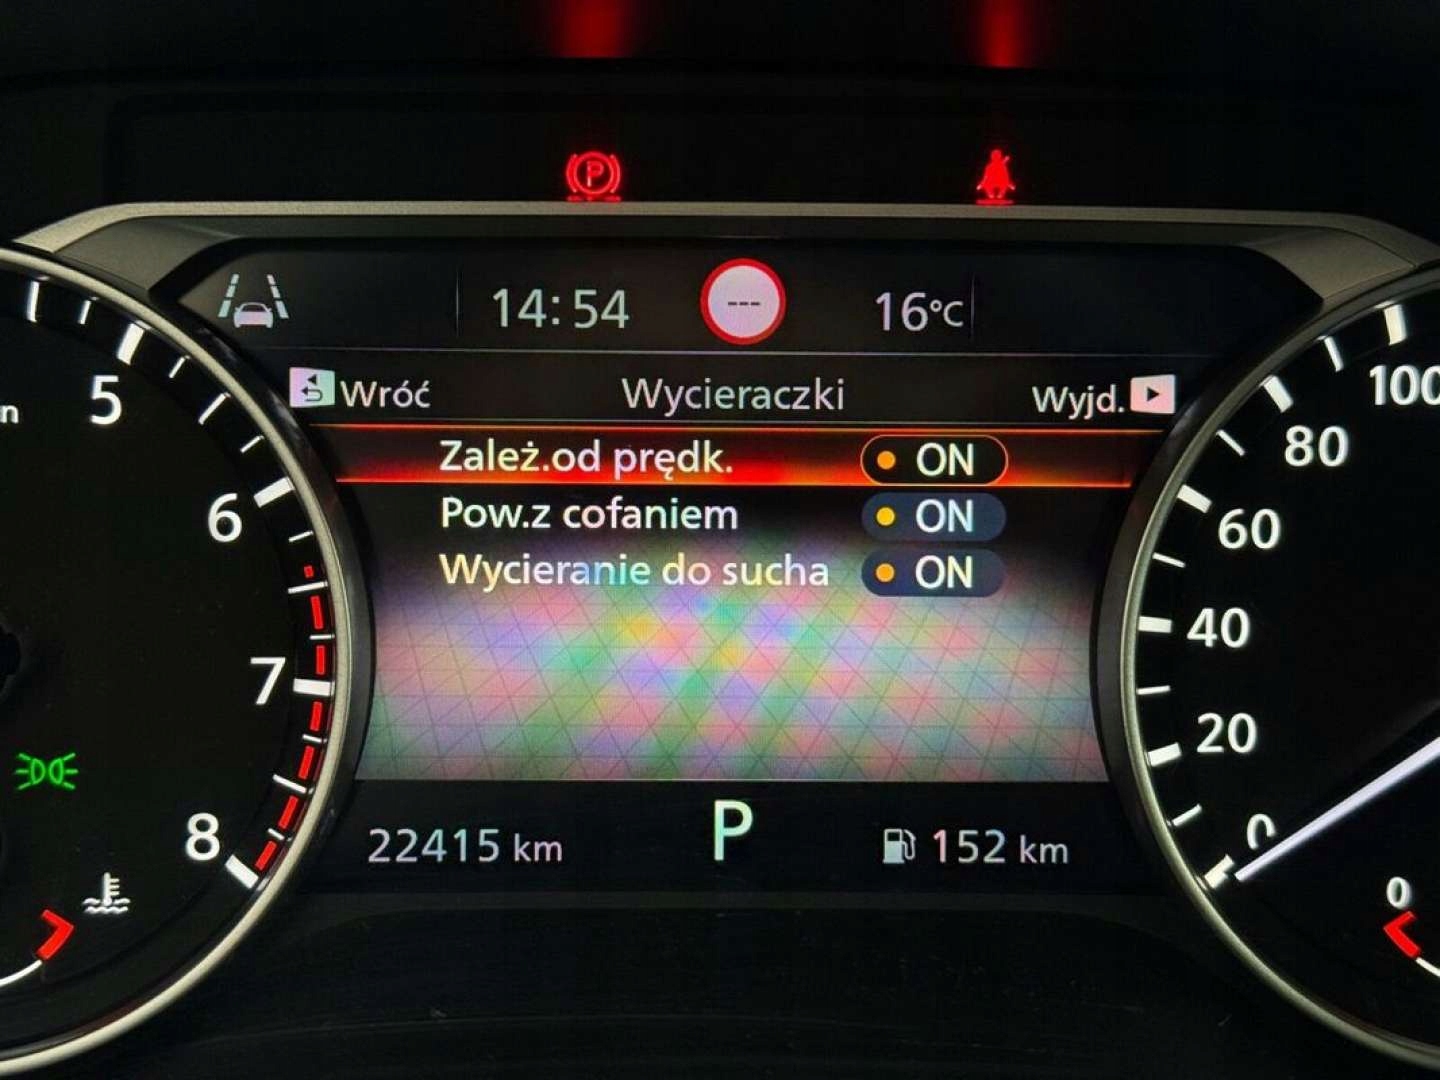 P
14:54
---
16°C
Wróć
Wycieraczki
Wyjd.
Zależ.od prędk.
ON
Pow.z cofaniem
ON
Wycieranie do sucha
ON
5
6
7
8
n
100
80
60
40
20
0
22415 km
P
152 km
0